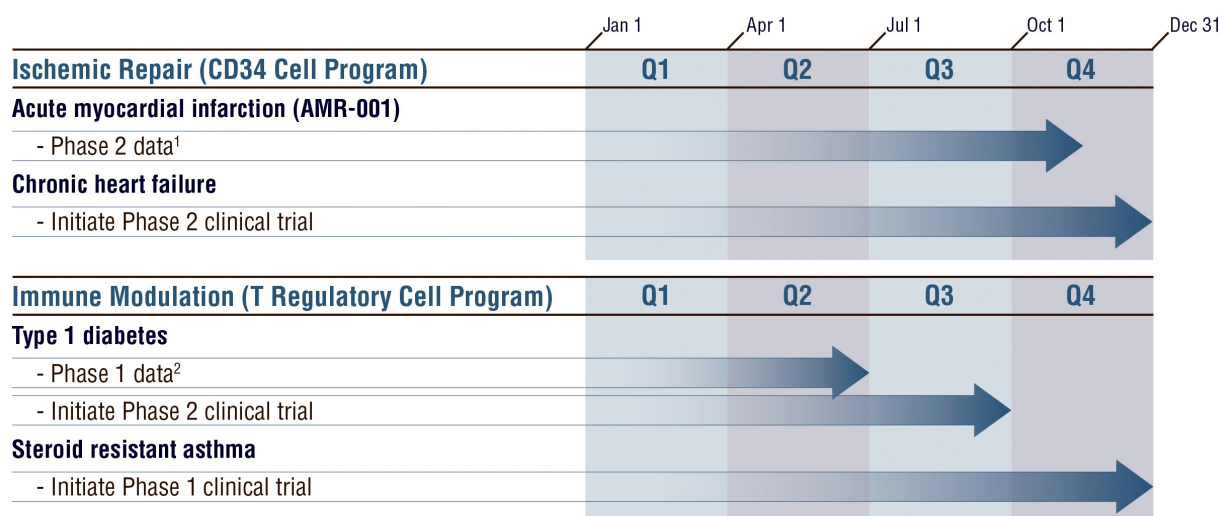 Jan 1 Apr 1 Jul 1 Oct 1 Dec 31
Ischemic Repair (CD34 Cell Program) Q1 Q2 Q3 Q4
Acute myocardial infarction (AMR-001)
- Phase 2 data¹
Chronic heart failure
- Initiate Phase 2 clinical trial
Immune Modulation (T Regulatory Cell Program) Q1 Q2 Q3 Q4
Type 1 diabetes
- Phase 1 data²
- Initiate Phase 2 clinical trial
Steroid resistant asthma
- Initiate Phase 1 clinical trial